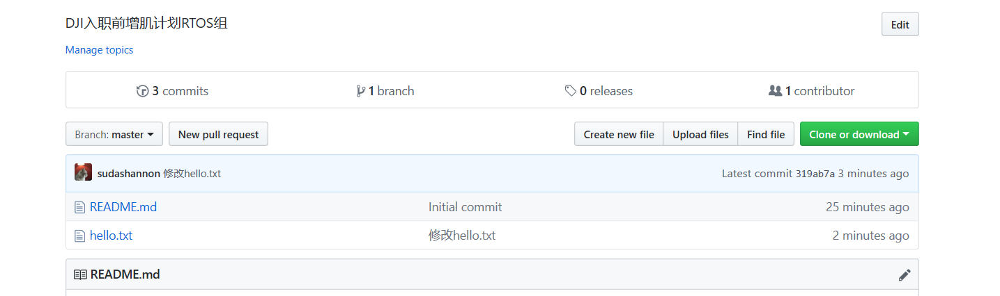 DJI入职前增肌计划RTOS组
Edit
Manage topics
3 commits
1 branch
0 releases
1 contributor
Branch: master
New pull request
Create new file
Upload files
Find file
Clone or download
sudashannon 修改hello.txt
Latest commit 319ab7a 3 minutes ago
README.md
Initial commit
25 minutes ago
hello.txt
修改hello.txt
2 minutes ago
README.md